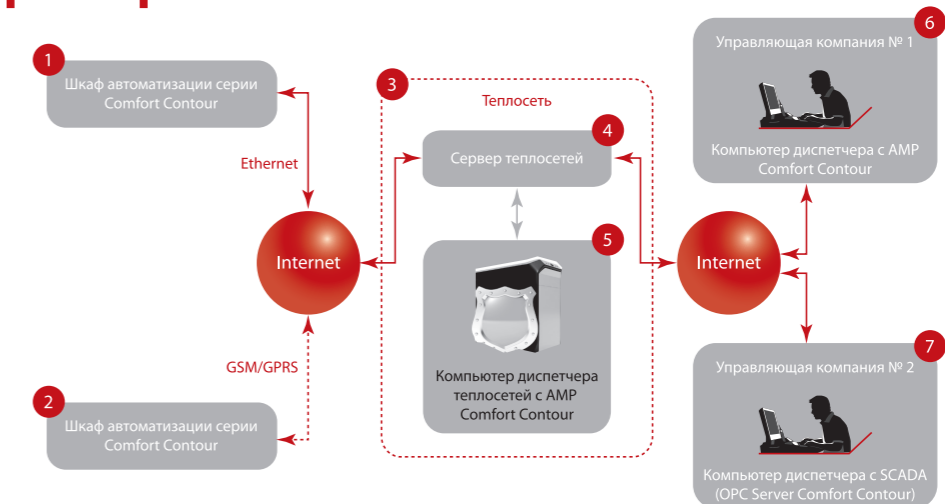 1
Шкаф автоматизации серии
Comfort Contour
Ethernet
Internet
GSM/GPRS
2
Шкаф автоматизации серии
Comfort Contour
3
Теплосеть
4
Сервер теплосетей
5
Компьютер диспетчера
теплосетей с AMP
Comfort Contour
Internet
6
Управляющая компания № 1
Компьютер диспетчера с AMP
Comfort Contour
7
Управляющая компания № 2
Компьютер диспетчера с SCADA
(OPC Server Comfort Contour)